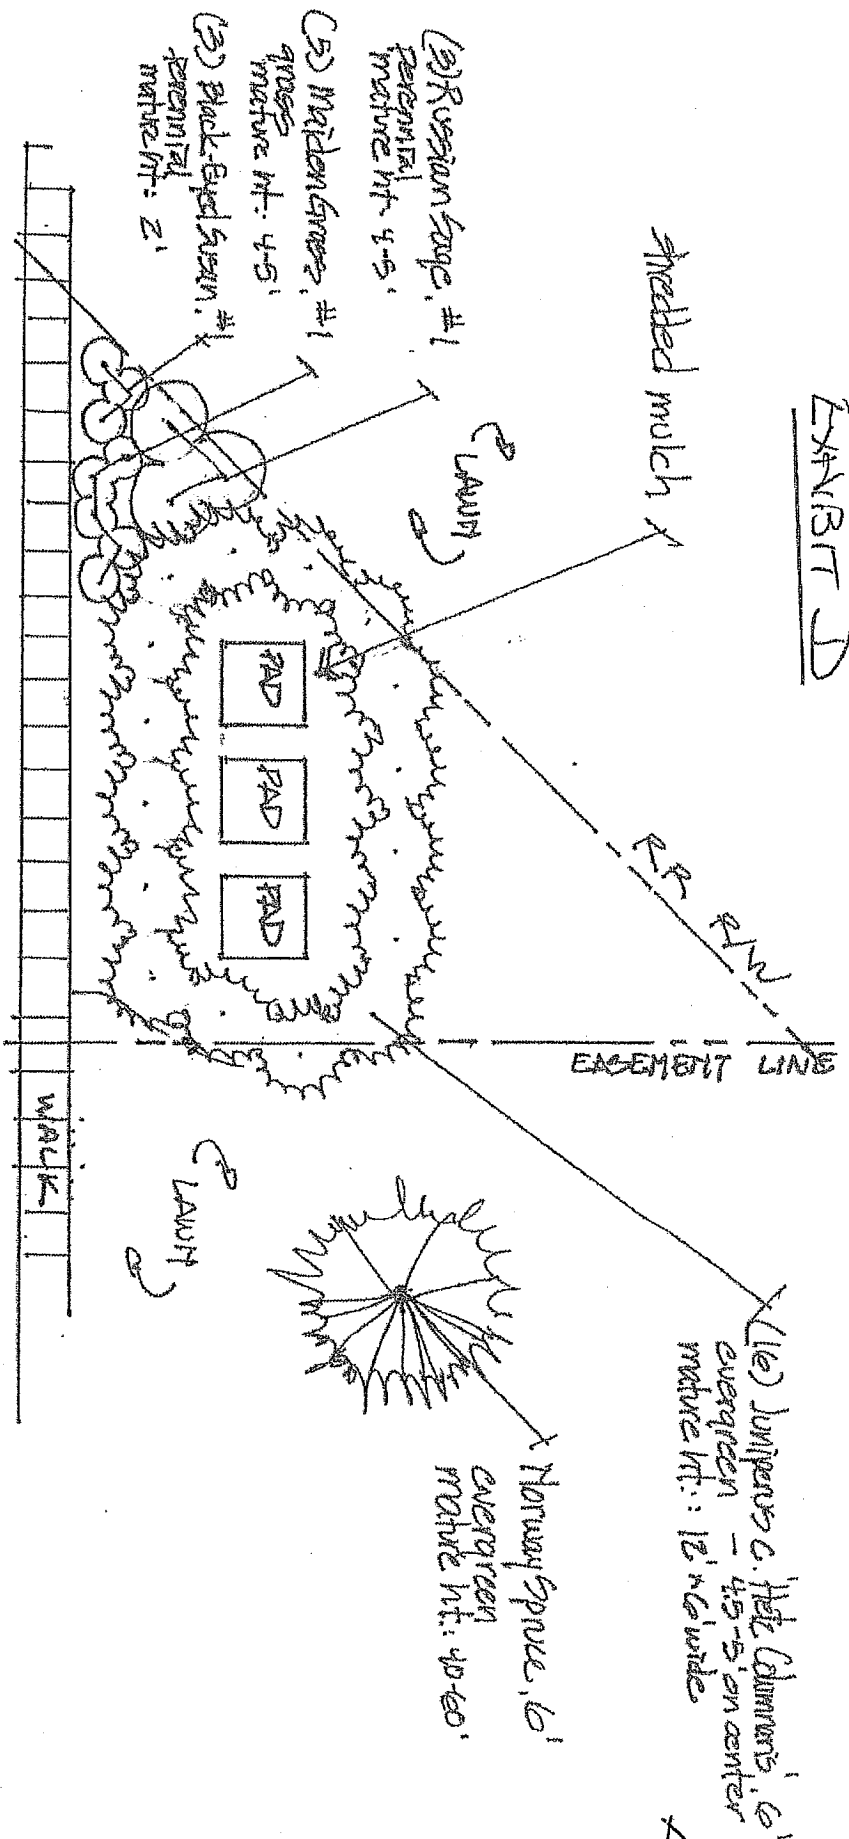 EXHIBIT D
shredded mulch
(3) Russian Sage, #1
perennial
mature ht. 4-5'
(5) Maiden Grass, #1
grass
mature ht. 4-5'
(3) Black-Eyed Susan, #1
perennial
mature ht: 2'
LAWN
RR R/W
EASEMENT LINE
PAD
PAD
PAD
WALK
LAWN
(16) Juniperus c. 'Hetz Columnaris', 6'
evergreen - 4.5-5' on center
mature ht.: 12' x 6' wide
Norway Spruce, 6'
evergreen
mature ht.: 40-60'